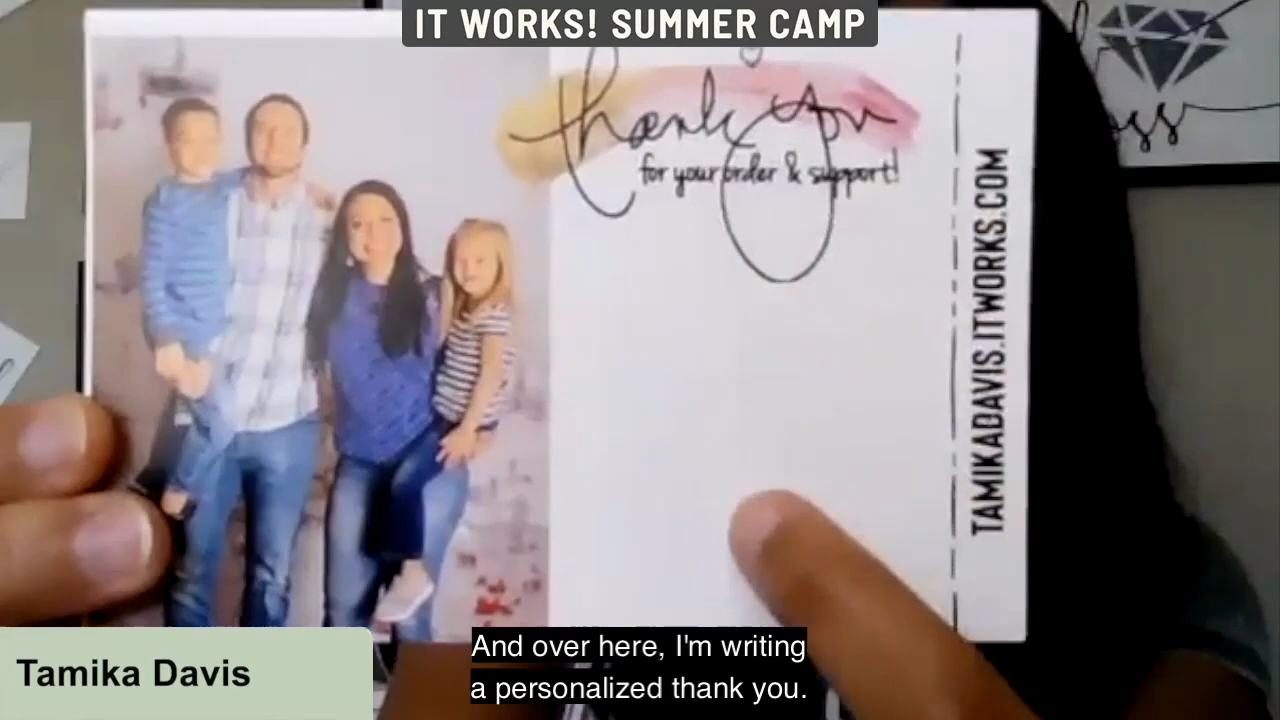 IT WORKS! SUMMER CAMP
thank you
for your order & support!
TAMIKADAVIS.ITWORKS.COM
oss
Tamika Davis
And over here, I'm writing
a personalized thank you.